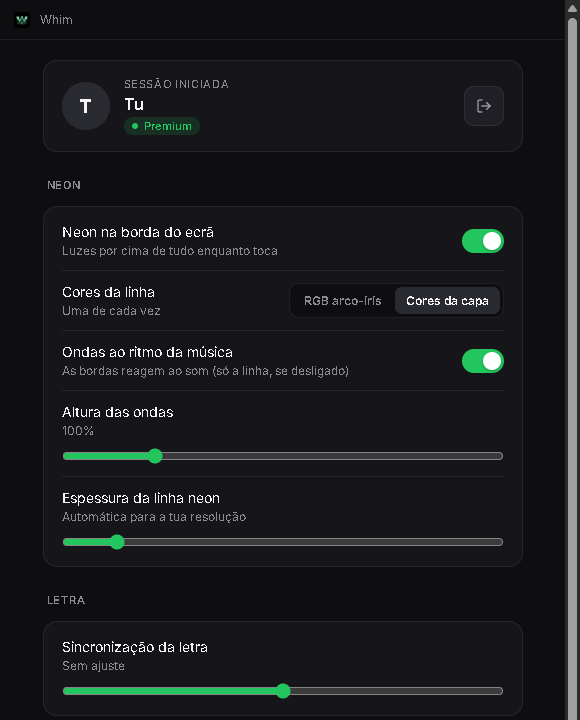 Whim
T
SESSÃO INICIADA
Tu
Premium
NEON
Neon na borda do ecrã
Luzes por cima de tudo enquanto toca
Cores da linha
Uma de cada vez
RGB arco-íris
Cores da capa
Ondas ao ritmo da música
As bordas reagem ao som (só a linha, se desligado)
Altura das ondas
100%
Espessura da linha neon
Automática para a tua resolução
LETRA
Sincronização da letra
Sem ajuste